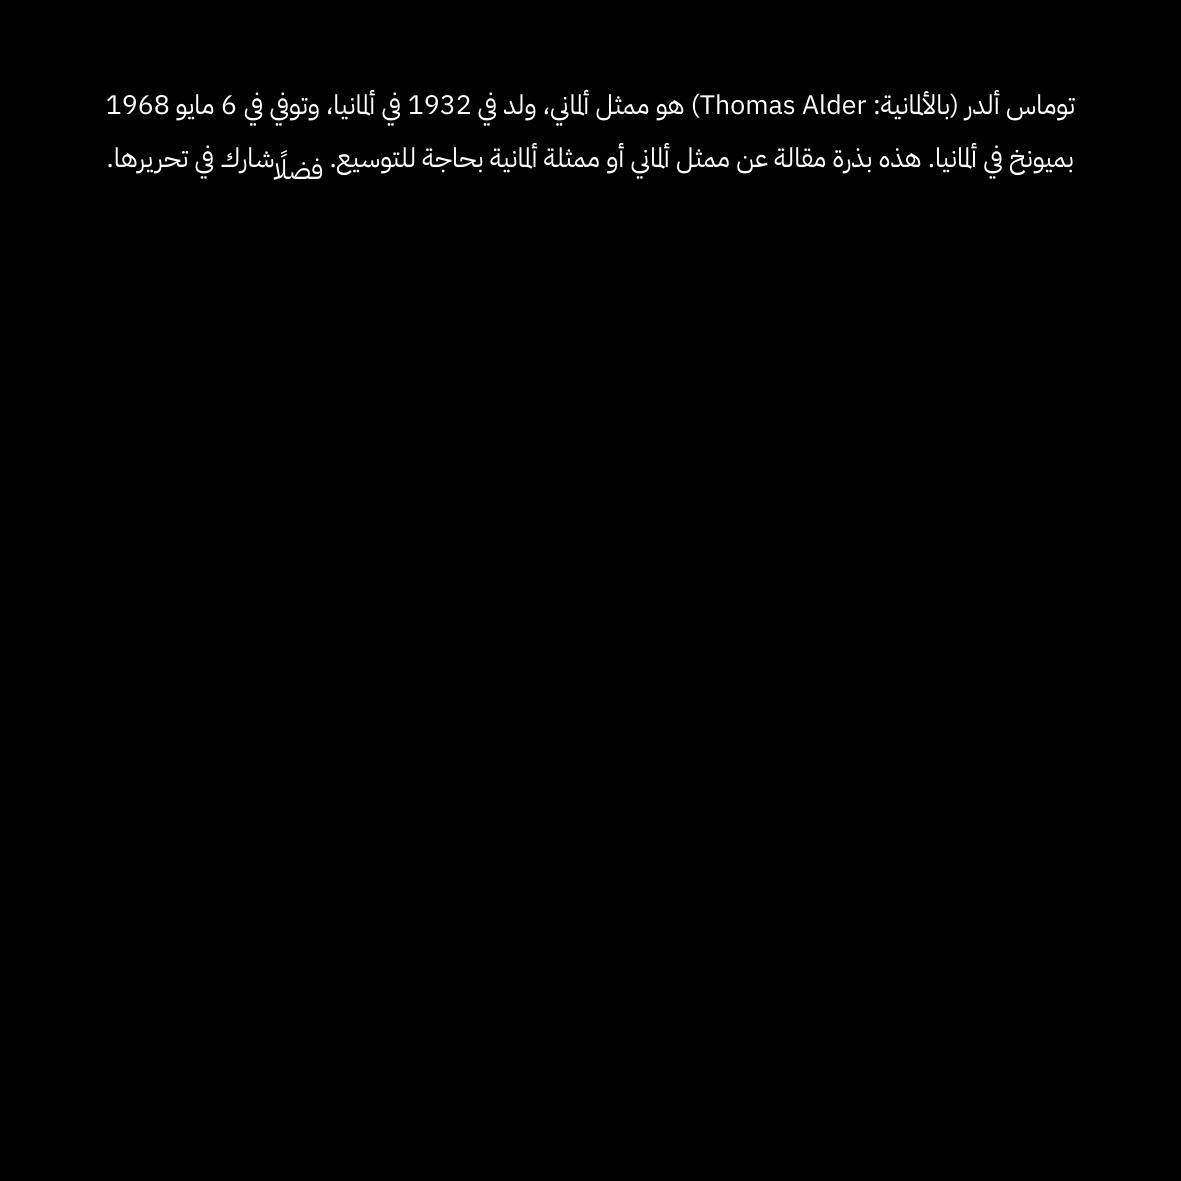 توماس ألدر (بالألمانية: Thomas Alder) هو ممثل ألماني، ولد في 1932 في ألمانيا، وتوفي في 6 مايو 1968
بميونخ في ألمانيا. هذه بذرة مقالة عن ممثل ألماني أو ممثلة ألمانية بحاجة للتوسيع. فضلًا شارك في تحريرها.